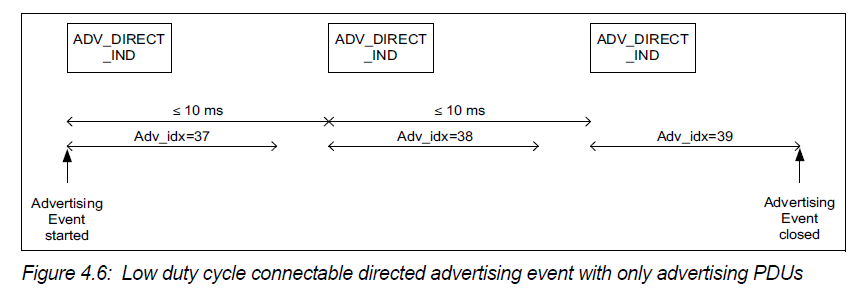 ADV_DIRECT
_IND
ADV_DIRECT
_IND
ADV_DIRECT
_IND
≤ 10 ms
≤ 10 ms
Adv_idx=37
Adv_idx=38
Adv_idx=39
Advertising
Event
started
Advertising
Event
closed
Figure 4.6: Low duty cycle connectable directed advertising event with only advertising PDUs